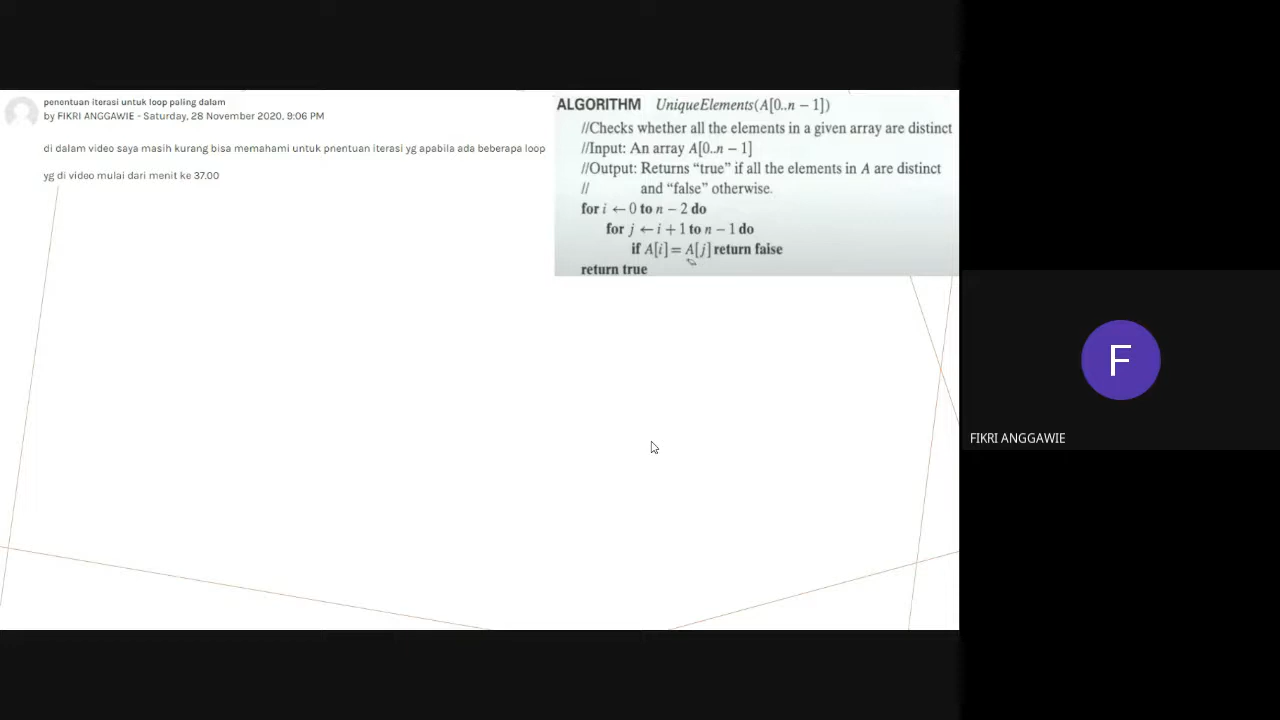 penentuan iterasi untuk loop paling dalam
by FIKRI ANGGAWIE - Saturday, 28 November 2020, 9:06 PM
di dalam video saya masih kurang bisa memahami untuk pnentuan iterasi yg apabila ada beberapa loop
yg di video mulai dari menit ke 37.00
ALGORITHM UniqueElements(A[0..n − 1])
//Checks whether all the elements in a given array are distinct
//Input: An array A[0..n − 1]
//Output: Returns “true” if all the elements in A are distinct
// and “false” otherwise.
for i ← 0 to n − 2 do
for j ← i + 1 to n − 1 do
if A[i] = A[j] return false
return true
F
FIKRI ANGGAWIE